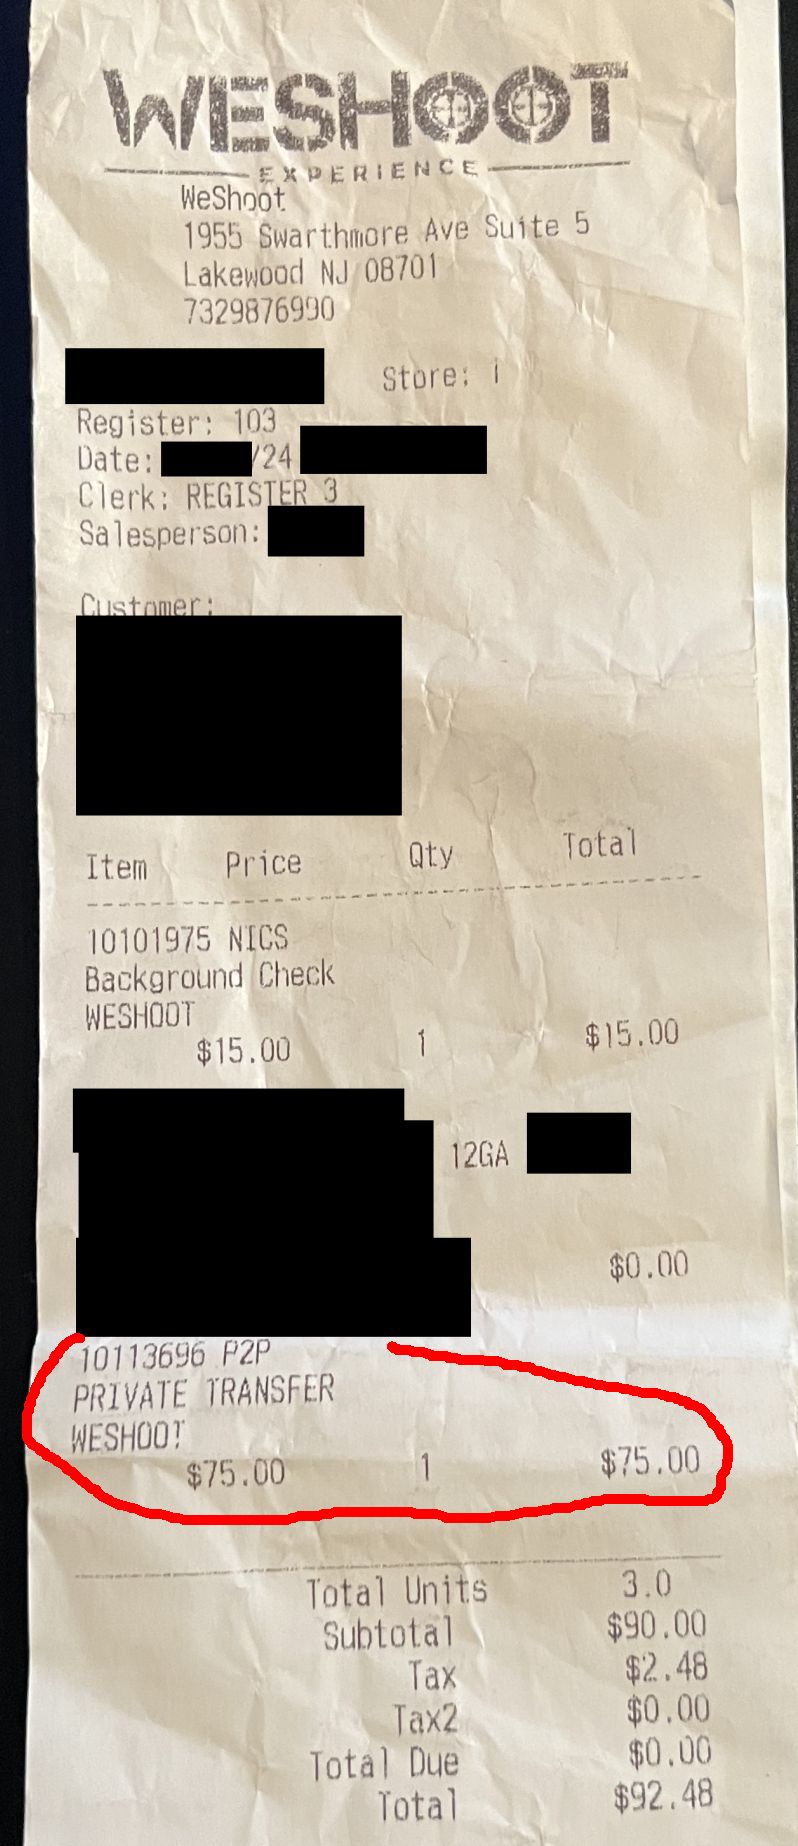 WESHOOT
EXPERIENCE
WeShoot
1955 Swarthmore Ave Suite 5
Lakewood NJ 08701
7329876990
Store: i
Register: 103
Date: /24
Clerk: REGISTER 3
Salesperson:
Customer:
Item Price Qty Total
10101975 NICS
Background Check
WESHOOT
$15.00 1 $15.00
12GA
$0.00
10113696 P2P
PRIVATE TRANSFER
WESHOOT
$75.00 1 $75.00
Total Units 3.0
Subtotal $90.00
Tax $2.48
Tax2 $0.00
Total Due $0.00
Total $92.48